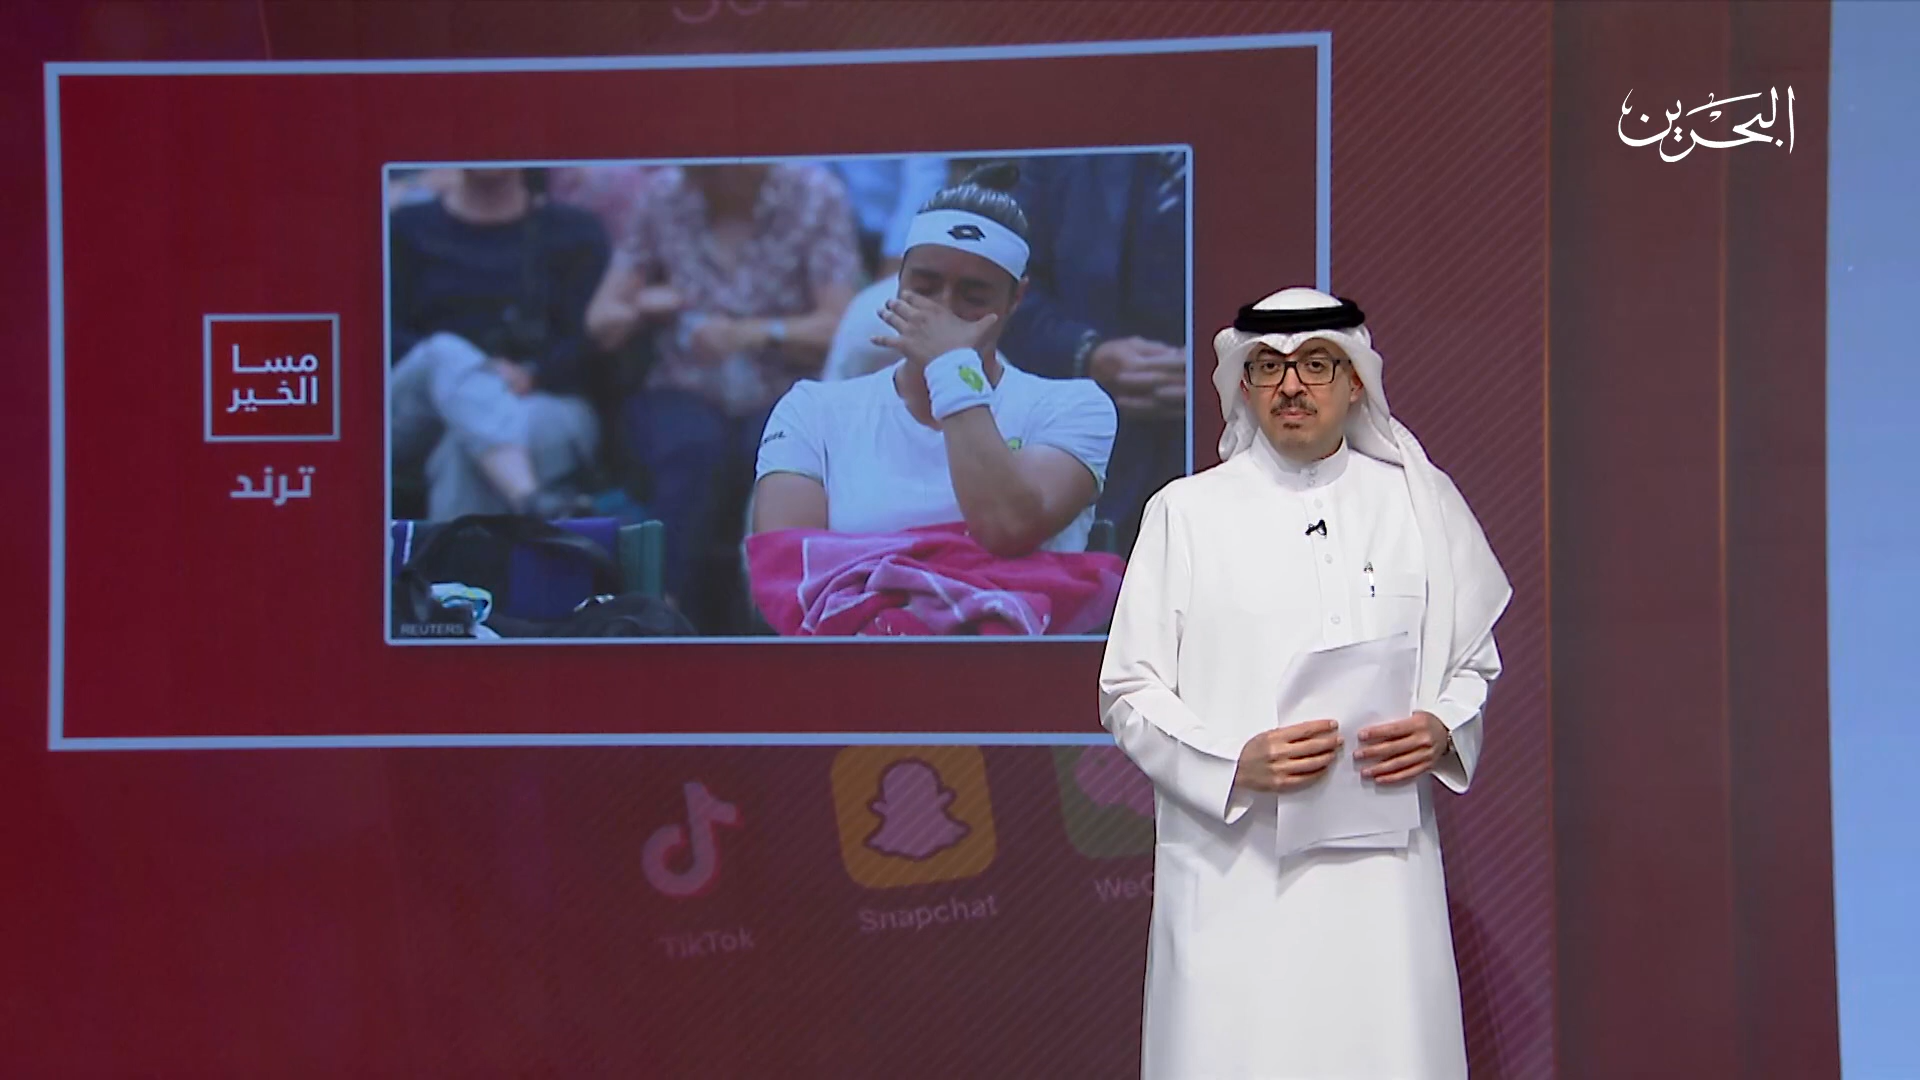 البحرين
مسا
الخير
ترند
REUTERS
TikTok
Snapchat